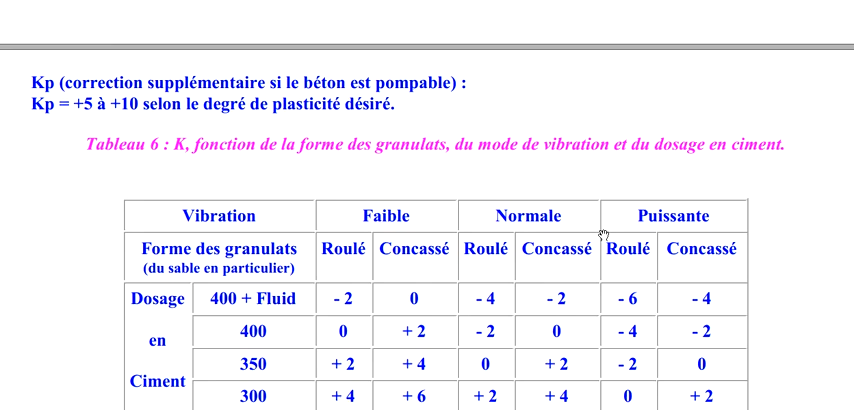 Kp (correction supplémentaire si le béton est pompable) :
Kp = +5 à +10 selon le degré de plasticité désiré.
Tableau 6 : K, fonction de la forme des granulats, du mode de vibration et du dosage en ciment.
Vibration Faible Normale Puissante
Forme des granulats Roulé Concassé Roulé Concassé Roulé Concassé
(du sable en particulier)
Dosage 400 + Fluid - 2 0 - 4 - 2 - 6 - 4
en 400 0 + 2 - 2 0 - 4 - 2
350 + 2 + 4 0 + 2 - 2 0
Ciment 300 + 4 + 6 + 2 + 4 0 + 2